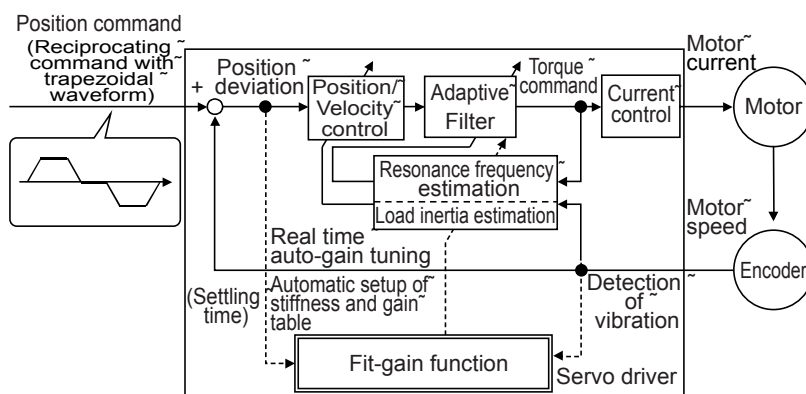 Position command
(Reciprocating ˜
command with ˜
trapezoidal ˜
waveform)
+
Position ˜
deviation
Position/˜
Velocity˜
control
Adaptive˜
Filter
Torque˜
command
Current˜
control
Motor˜
current
Motor
Resonance frequency˜
estimation
Load inertia estimation
Real time˜
auto-gain tuning
Motor˜
speed
Encoder
(Settling ˜
time)
Automatic setup of˜
stiffness and gain˜
table
Detection ˜
of ˜
vibration
Fit-gain function
Servo driver